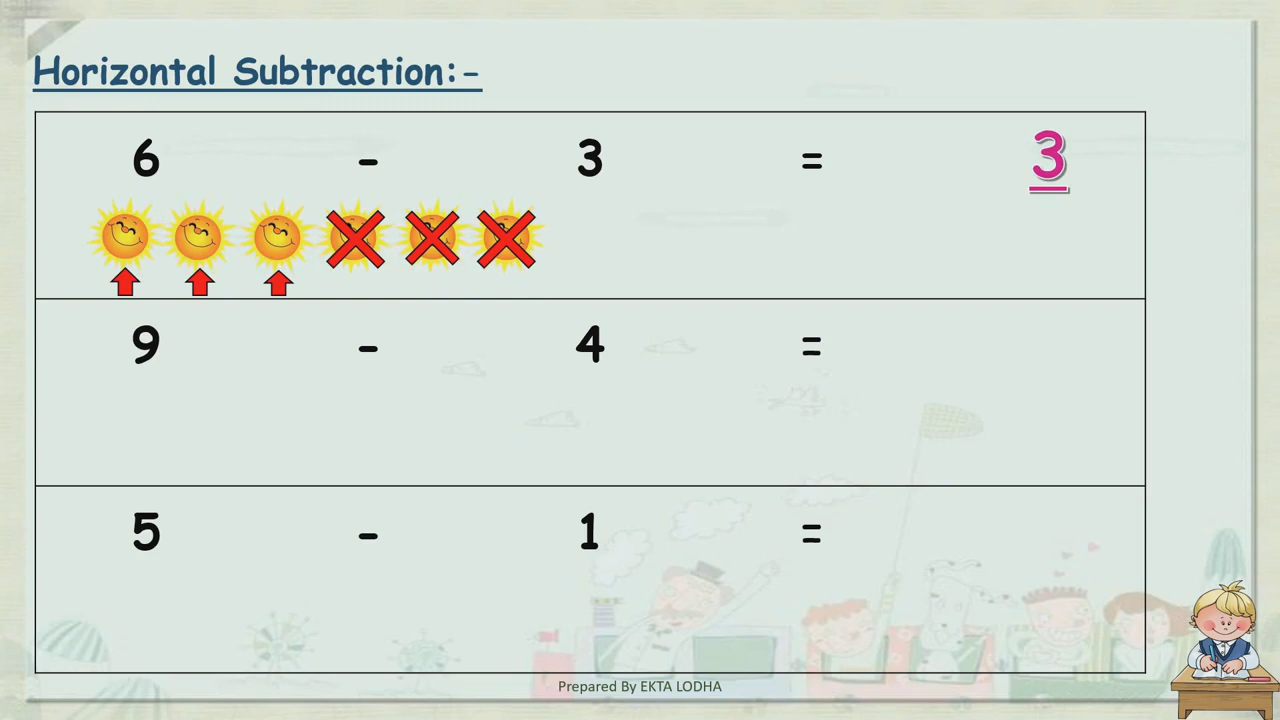 Horizontal Subtraction:-
6 - 3 = 3
9 - 4 =
5 - 1 =
Prepared By EKTA LODHA